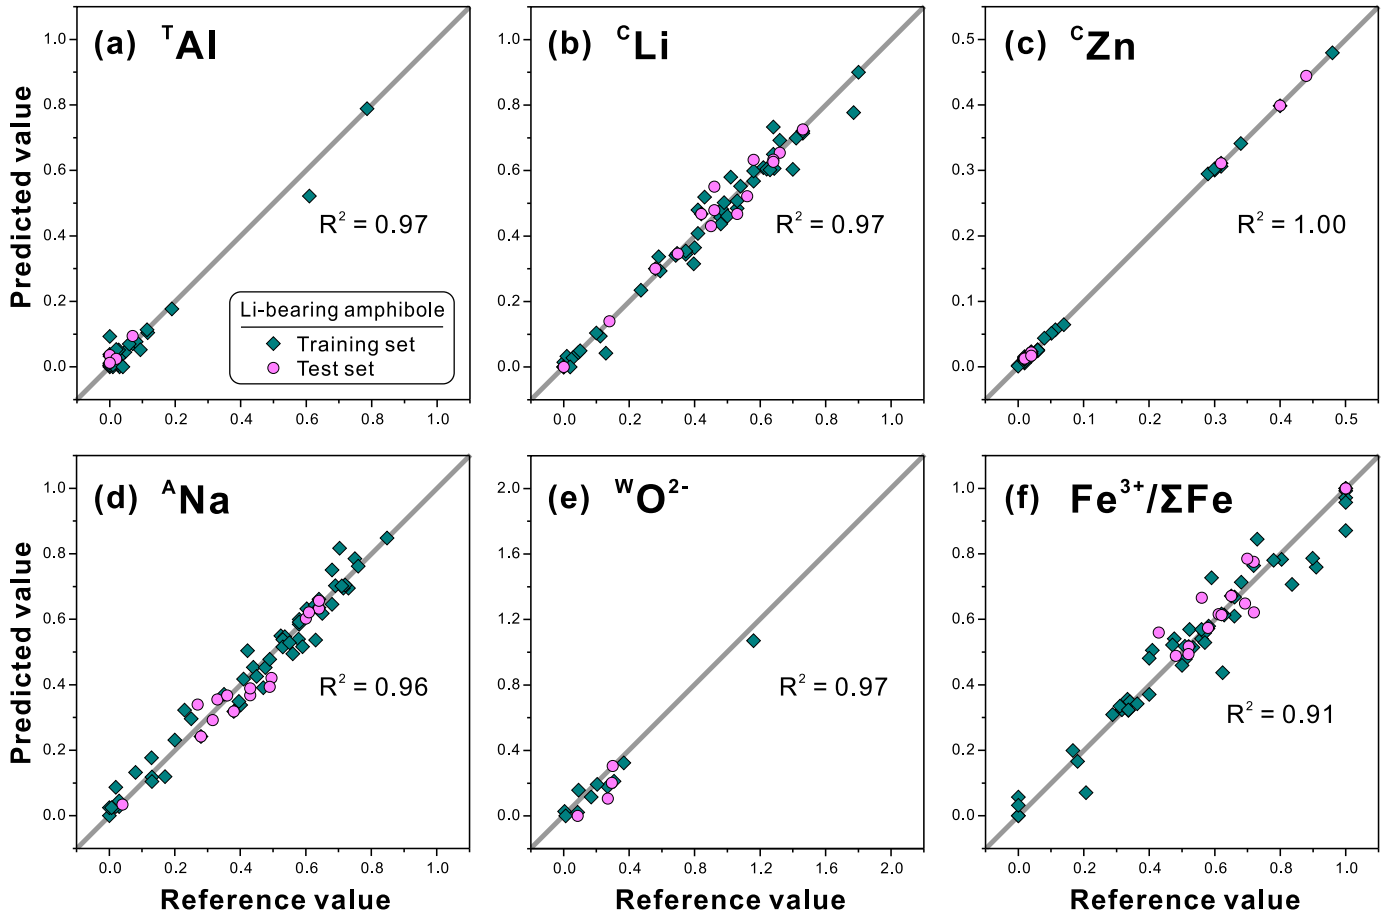 (a) ᵀAl
1.0
0.8
0.6
0.4
0.2
0.0
Predicted value
R² = 0.97
Li-bearing amphibole
Training set
Test set
0.0 0.2 0.4 0.6 0.8 1.0
(b) ᶜLi
1.0
0.8
0.6
0.4
0.2
0.0
R² = 0.97
0.0 0.2 0.4 0.6 0.8 1.0
(c) ᶜZn
0.5
0.4
0.3
0.2
0.1
0.0
R² = 1.00
0.0 0.1 0.2 0.3 0.4 0.5
(d) ᴬNa
1.0
0.8
0.6
0.4
0.2
0.0
Predicted value
R² = 0.96
0.0 0.2 0.4 0.6 0.8 1.0
Reference value
(e) ᵂO²⁻
2.0
1.6
1.2
0.8
0.4
0.0
R² = 0.97
0.0 0.4 0.8 1.2 1.6 2.0
Reference value
(f) Fe³⁺/ΣFe
1.0
0.8
0.6
0.4
0.2
0.0
R² = 0.91
0.0 0.2 0.4 0.6 0.8 1.0
Reference value